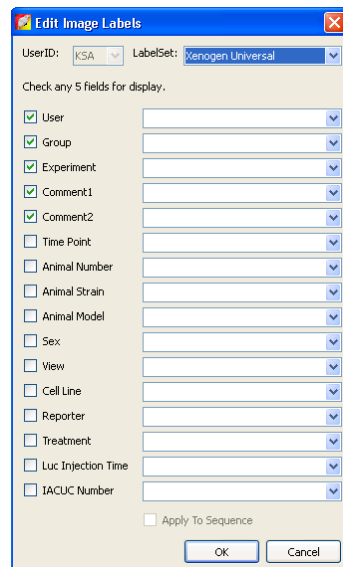 Edit Image Labels
UserID: KSA LabelSet: Xenogen Universal
Check any 5 fields for display.
User
Group
Experiment
Comment1
Comment2
Time Point
Animal Number
Animal Strain
Animal Model
Sex
View
Cell Line
Reporter
Treatment
Luc Injection Time
IACUC Number
Apply To Sequence
OK Cancel